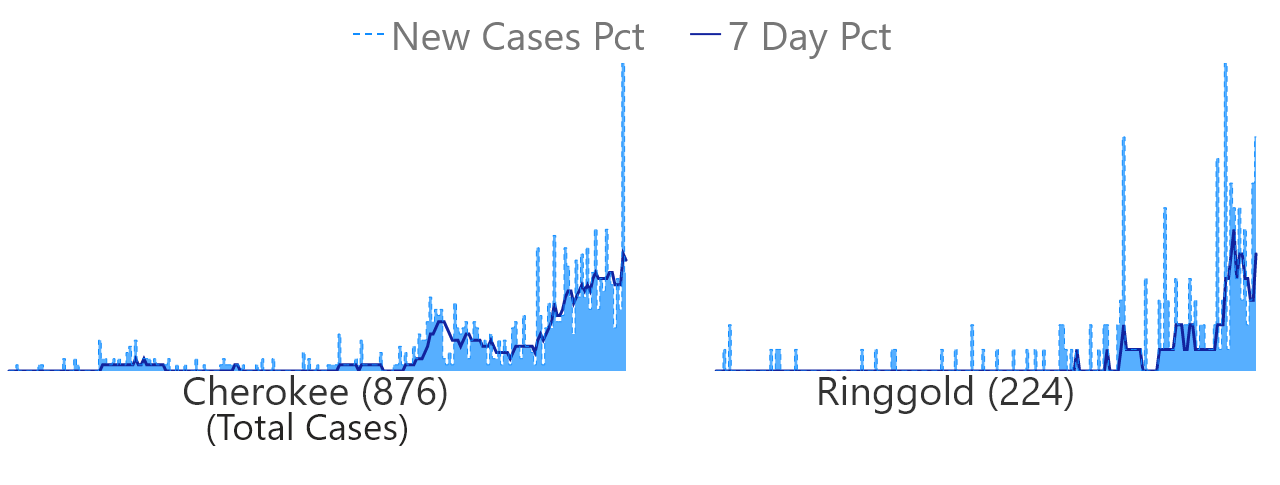 New Cases Pct 7 Day Pct
Cherokee (876)
(Total Cases)
Ringgold (224)